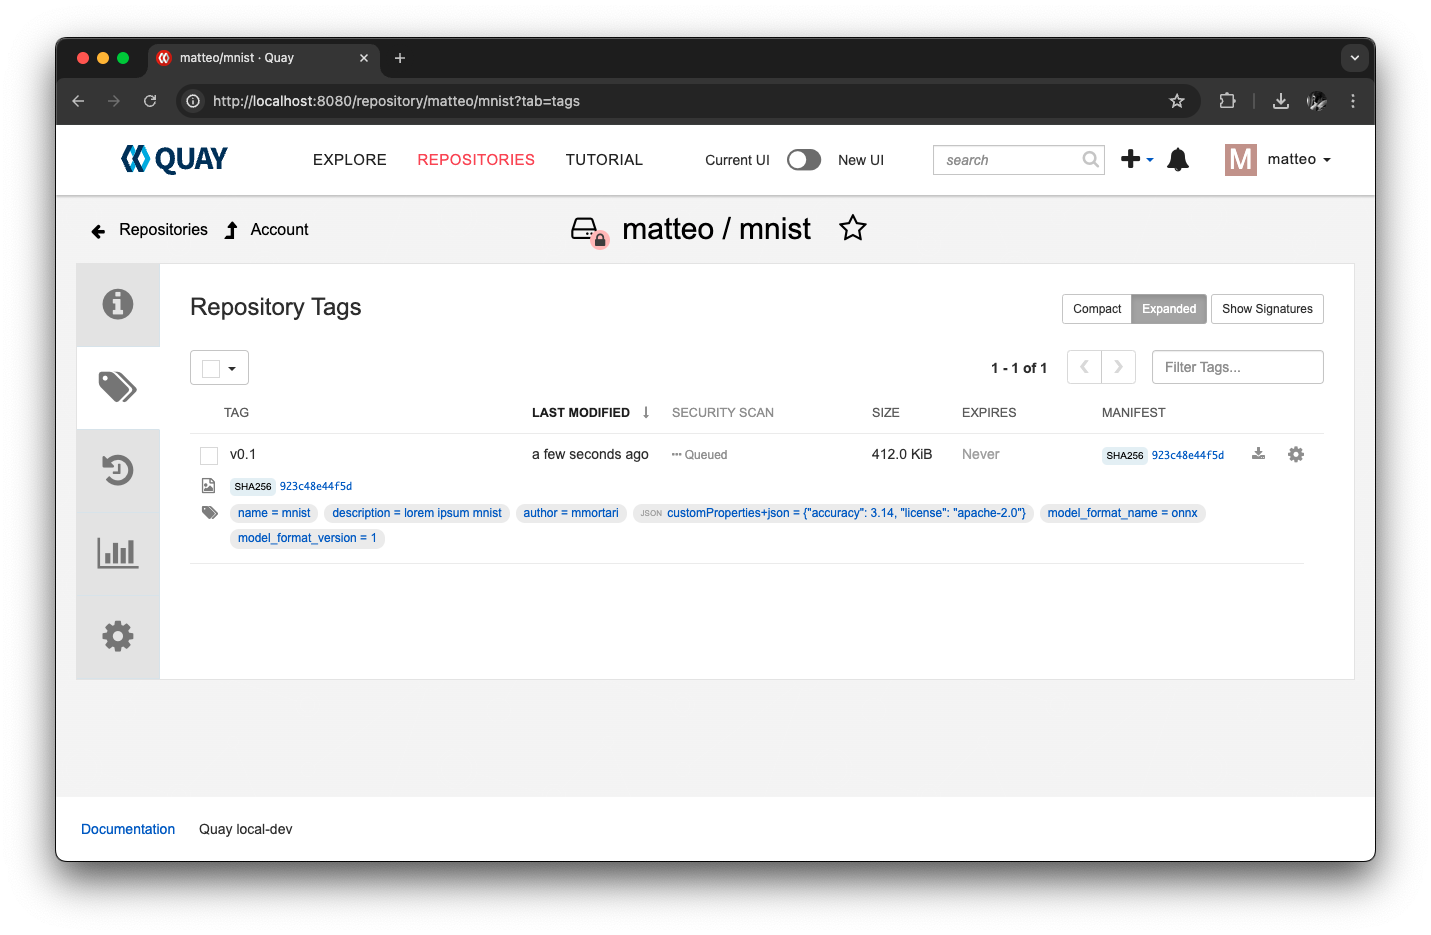 matteo/mnist · Quay
http://localhost:8080/repository/matteo/mnist?tab=tags
QUAY EXPLORE REPOSITORIES TUTORIAL Current UI New UI search M matteo
Repositories Account matteo / mnist
Repository Tags Compact Expanded Show Signatures
1 - 1 of 1 Filter Tags...
TAG LAST MODIFIED SECURITY SCAN SIZE EXPIRES MANIFEST
v0.1 a few seconds ago Queued 412.0 KiB Never SHA256 923c48e44f5d
SHA256 923c48e44f5d
name = mnist description = lorem ipsum mnist author = mmortari JSON customProperties+json = {"accuracy": 3.14, "license": "apache-2.0"} model_format_name = onnx
model_format_version = 1
Documentation Quay local-dev